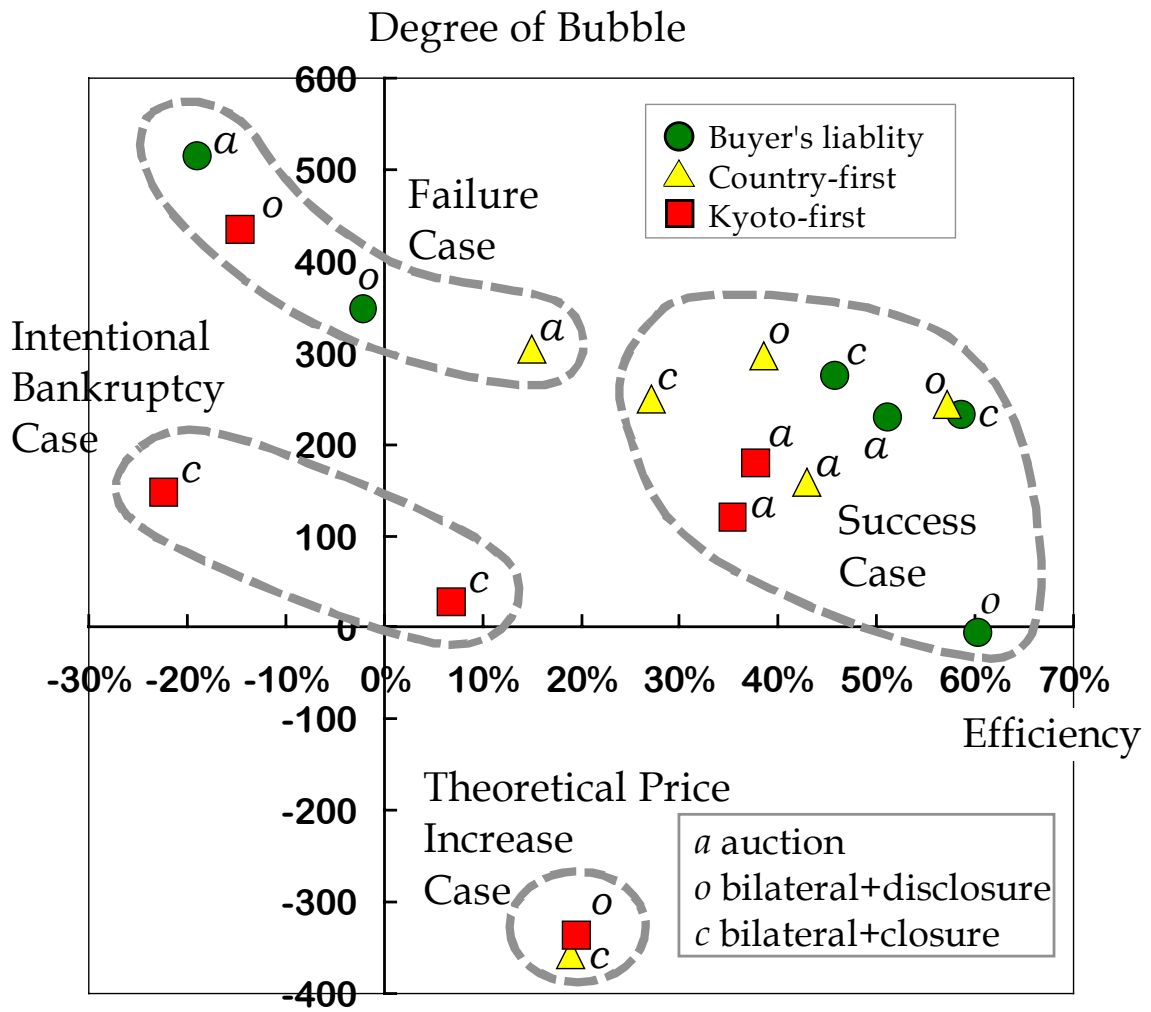 Degree of Bubble
600
a
Buyer's liablity
500
Country-first
Failure
o
Kyoto-first
Case
400
o
Intentional
a
o
300
c
Bankruptcy
c
o
Case
c
200
a
a
c
a
a
Success
100
Case
c
o
0
-30% -20% -10% 0% 10% 20% 30% 40% 50% 60% 70%
-100
Efficiency
Theoretical Price
-200
Increase
a auction
Case
o bilateral+disclosure
-300
o
c bilateral+closure
c
-400